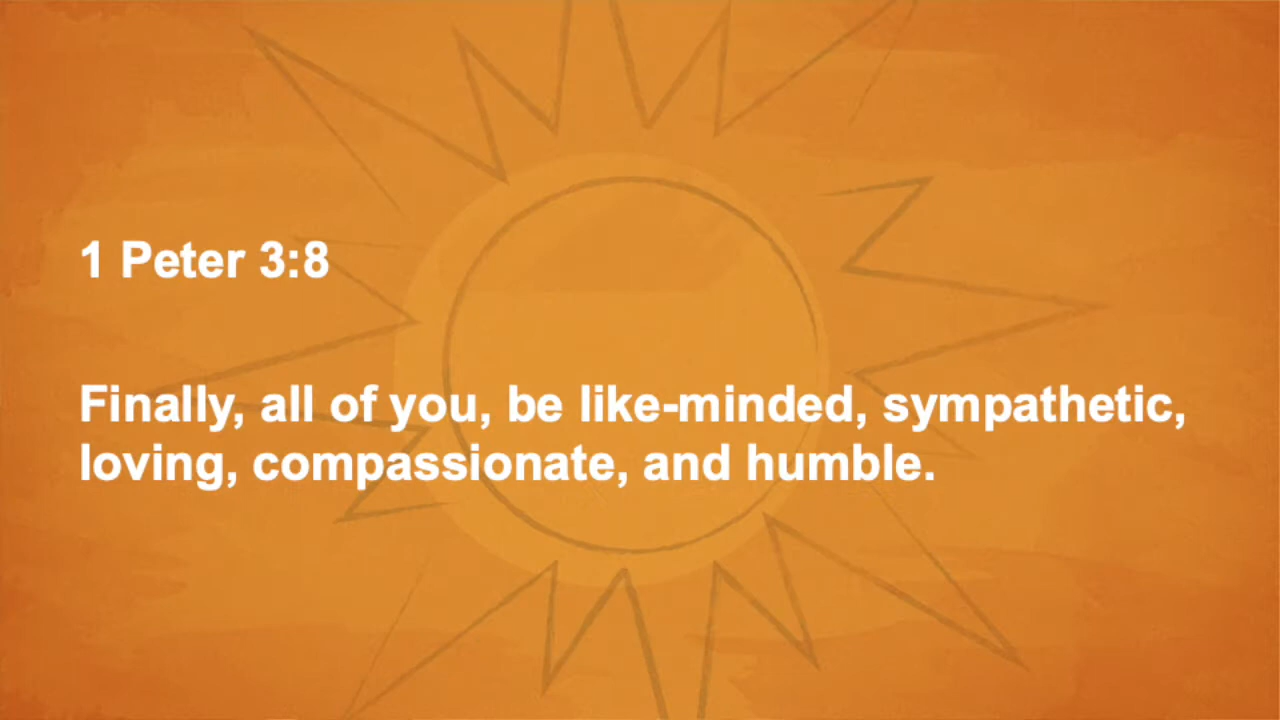 1 Peter 3:8
Finally, all of you, be like-minded, sympathetic,
loving, compassionate, and humble.